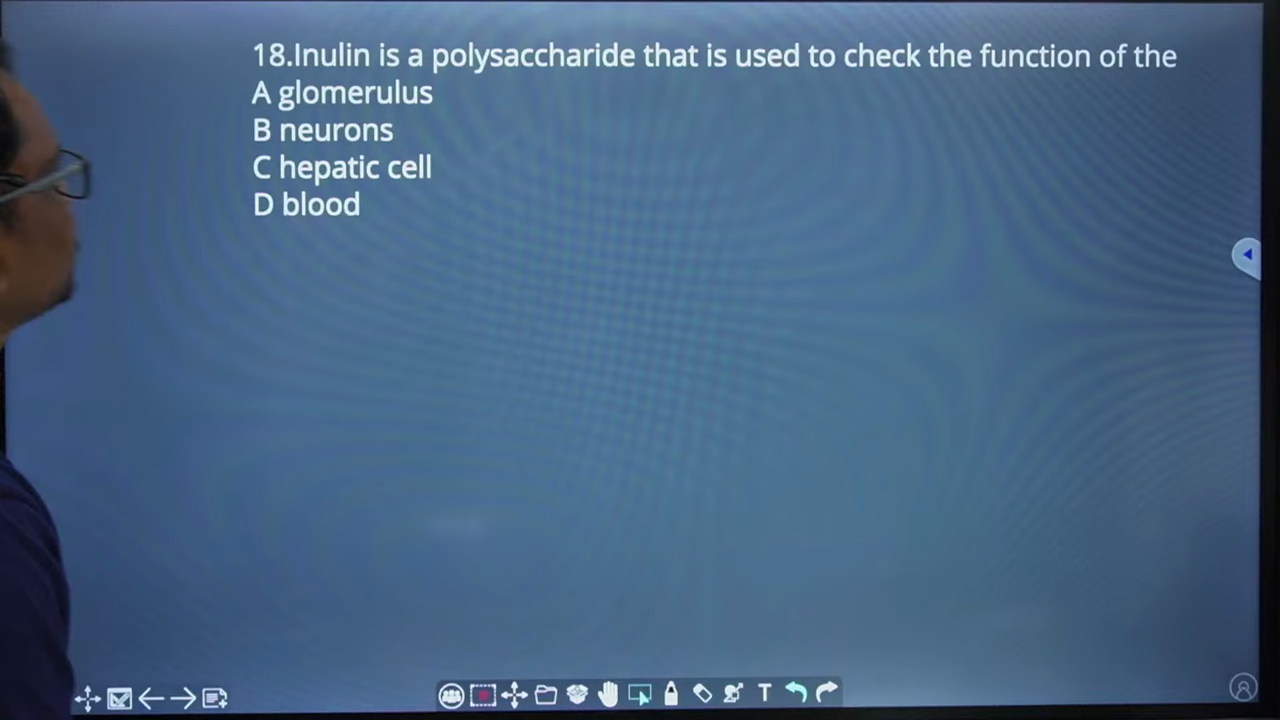 18.Inulin is a polysaccharide that is used to check the function of the
A glomerulus
B neurons
C hepatic cell
D blood
T